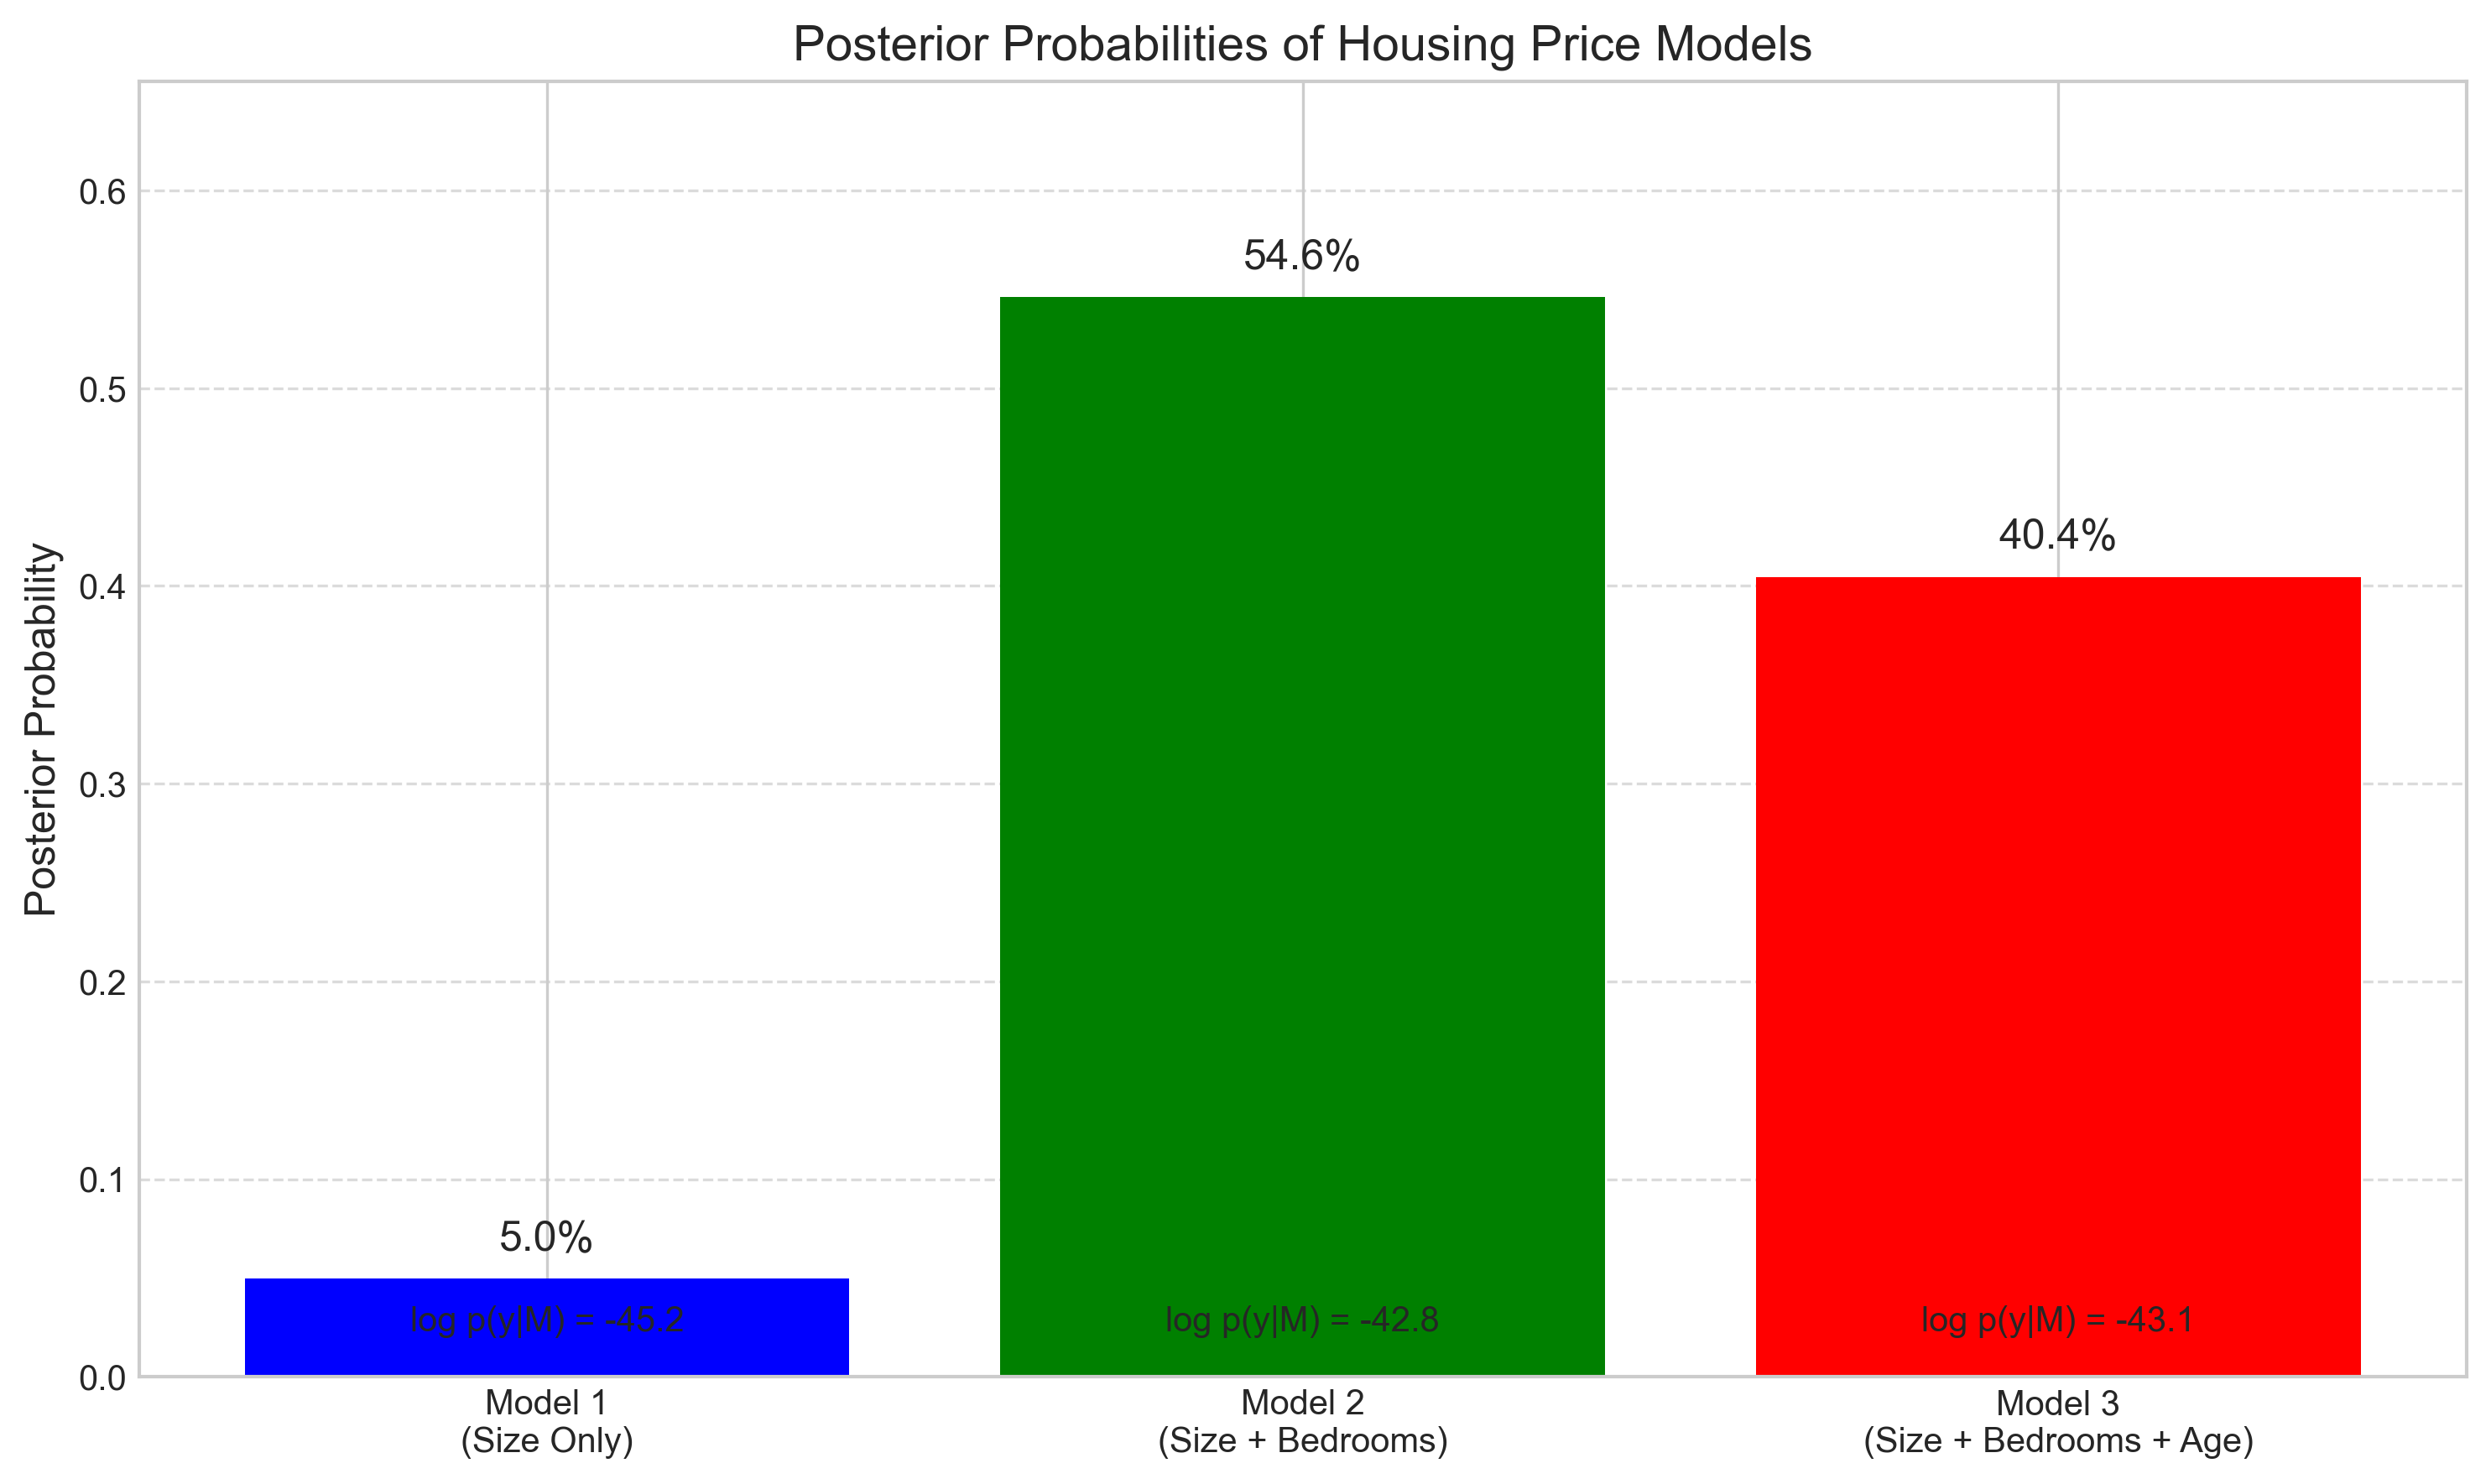 Posterior Probabilities of Housing Price Models
Posterior Probability
0.6
0.5
0.4
0.3
0.2
0.1
0.0
5.0%
54.6%
40.4%
log p(y|M) = -45.2
log p(y|M) = -42.8
log p(y|M) = -43.1
Model 1
(Size Only)
Model 2
(Size + Bedrooms)
Model 3
(Size + Bedrooms + Age)